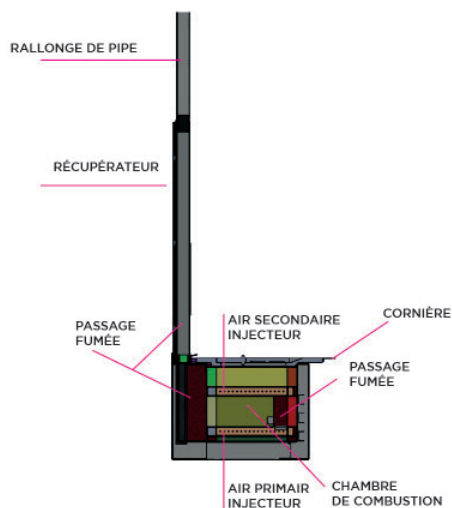 RALLONGE DE PIPE
RÉCUPÉRATEUR
PASSAGE
FUMÉE
AIR SECONDAIRE
INJECTEUR
CORNIÈRE
PASSAGE
FUMÉE
AIR PRIMAIR
INJECTEUR
CHAMBRE
DE COMBUSTION